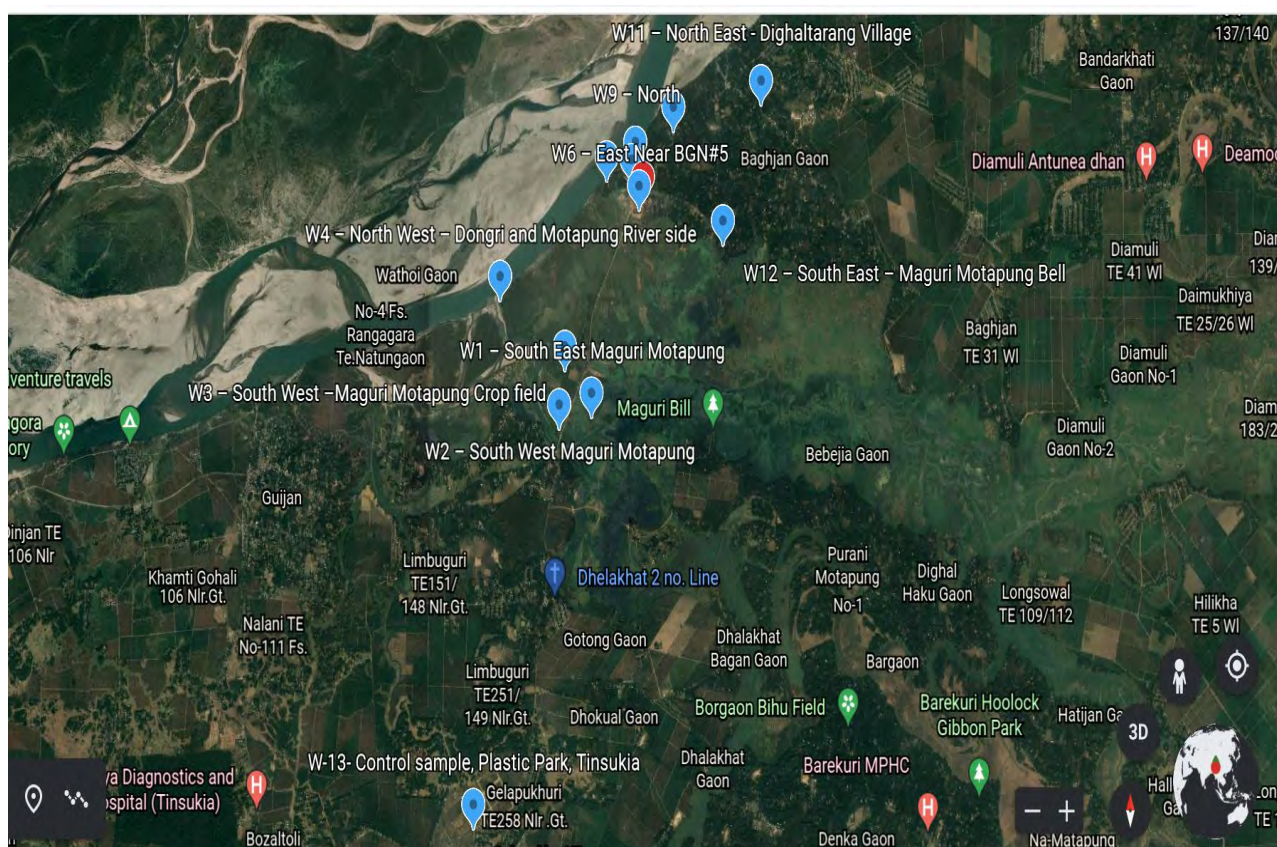 W11 – North East - Dighaltarang Village
137/140
Bandarkhati
Gaon
W9 – North
W6 – East Near BGN#5
Baghjan Gaon
Diamuli Antunea dhan
H
H
W4 – North West – Dongri and Motapung River side
Wathoi Gaon
W12 – South East – Maguri Motapung Bell
Diamuli
TE 41 Wl
139/
Daimukhiya
TE 25/26 Wl
No-4 Fs.
Rangagara
Te.Natungaon
Baghjan
TE 31 Wl
W1 – South East Maguri Motapung
Diamuli
Gaon No-1
W3 – South West –Maguri Motapung Crop field
Maguri Bill
W2 – South West Maguri Motapung
Bebejia Gaon
Diamuli
Gaon No-2
183/2
Guijan
TE
106 Nlr
Khamti Gohali
106 Nlr.Gt.
Limbuguri
TE151/
148 Nlr.Gt.
Dhelakhat 2 no. Line
Purani
Motapung
No-1
Dighal
Haku Gaon
Longsowal
TE 109/112
Hilikha
TE 5 Wl
Nalani TE
No-111 Fs.
Gotong Gaon
Dhalakhat
Bagan Gaon
Bargaon
Limbuguri
TE251/
149 Nlr.Gt.
Dhokual Gaon
Borgaon Bihu Field
Barekuri Hoolock
Gibbon Park
Hatijan
3D
W-13- Control sample, Plastic Park, Tinsukia
Dhalakhat
Gaon
Barekuri MPHC
Diagnostics and
(Tinsukia)
H
Gelapukhuri
TE258 Nlr .Gt.
H
Bozaltoli
Denka Gaon
Na-Matapung